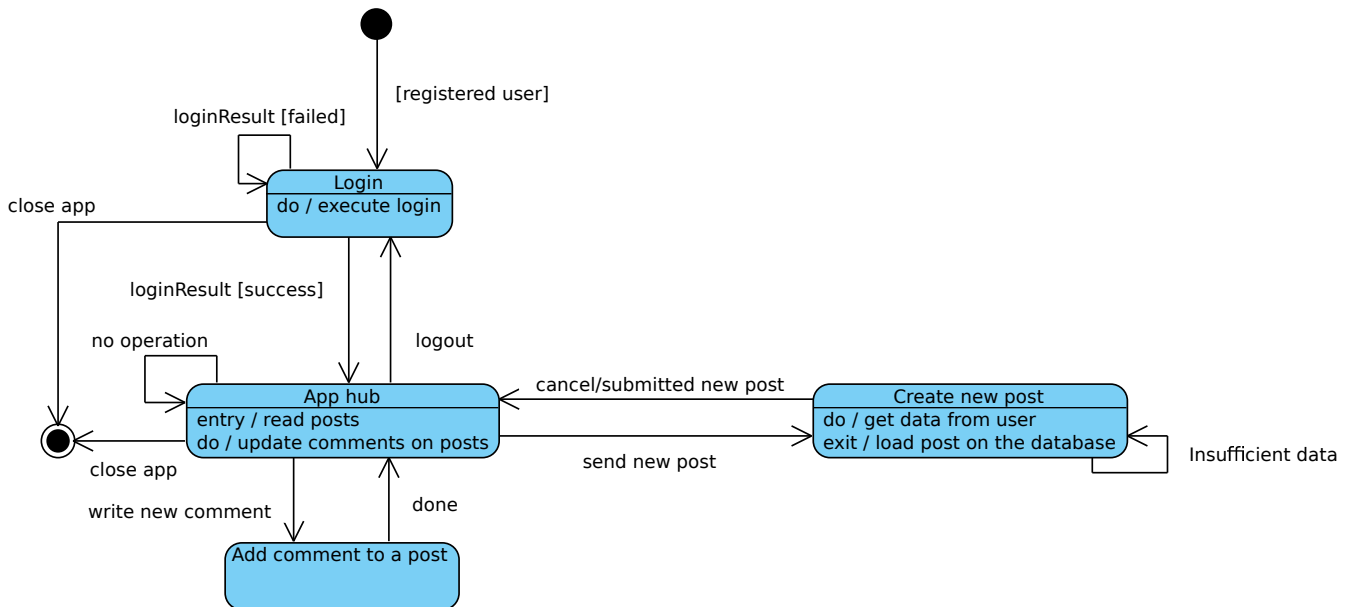 [registered user]
loginResult [failed]
Login
do / execute login
close app
loginResult [success]
logout
no operation
App hub
entry / read posts
do / update comments on posts
cancel/submitted new post
Create new post
do / get data from user
exit / load post on the database
send new post
Insufficient data
close app
write new comment
done
Add comment to a post